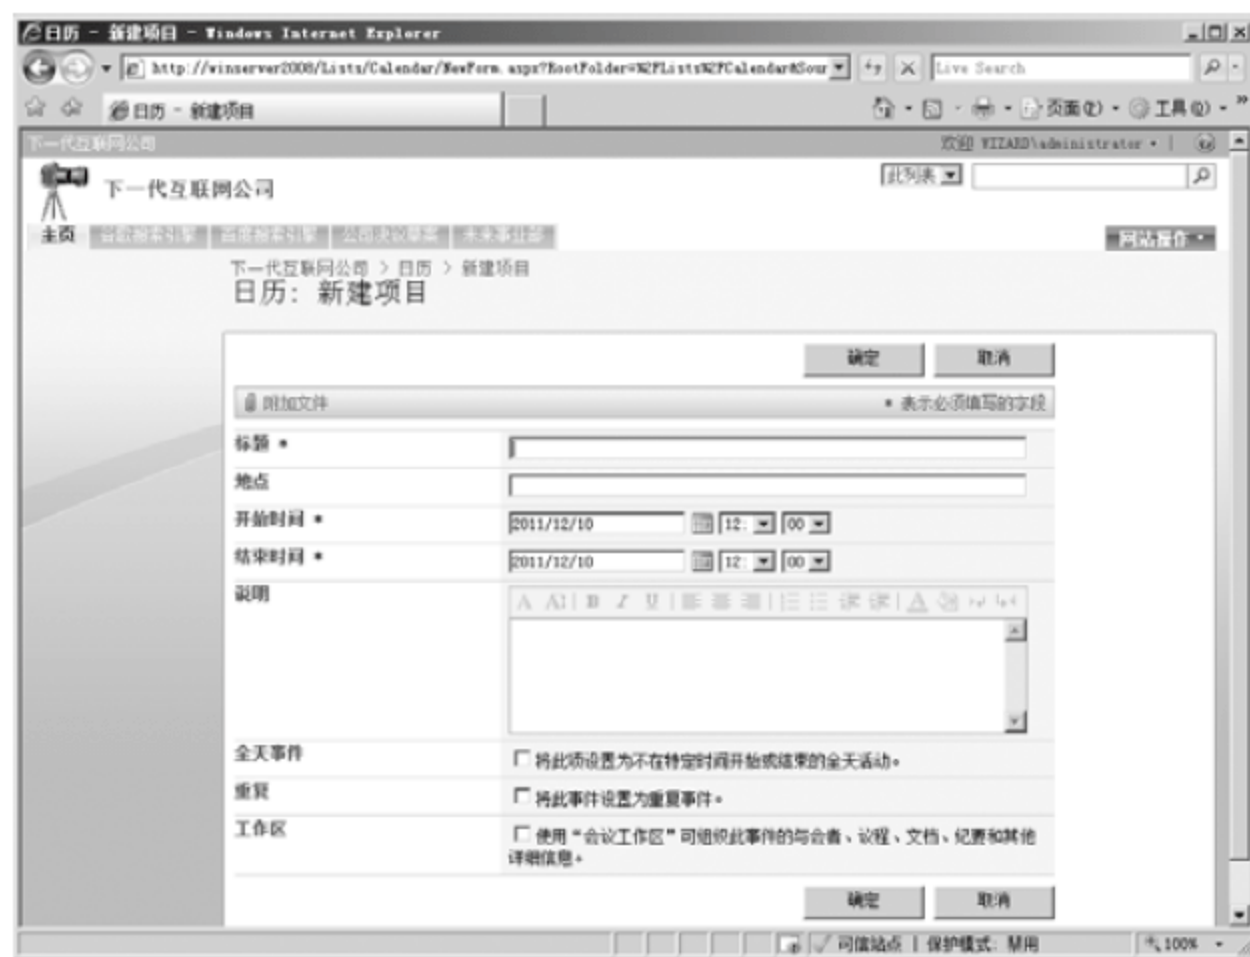 日历 - 新建项目 - Windows Internet Explorer
http://winserver2008/Lists/Calendar/NewForm.aspx?RootFolder=%2FLists%2FCalendar&Sour
Live Search
日历 - 新建项目
页面(P)
工具(O)
下一代互联网公司
欢迎 WIZARD\administrator
下一代互联网公司
此列表
主页
网站操作
下一代互联网公司 > 日历 > 新建项目
日历: 新建项目
确定 取消
附加文件 * 表示必须填写的字段
标题 *
地点
开始时间 * 2011/12/10 12: 00
结束时间 * 2011/12/10 12: 00
说明
A AI B I U A
全天事件 将此项设置为不在特定时间开始或结束的全天活动。
重复 将此事件设置为重复事件。
工作区 使用“会议工作区”可组织此事件的与会者、议程、文档、纪要和其他
详细信息。
确定 取消
可信站点 | 保护模式: 禁用 100%